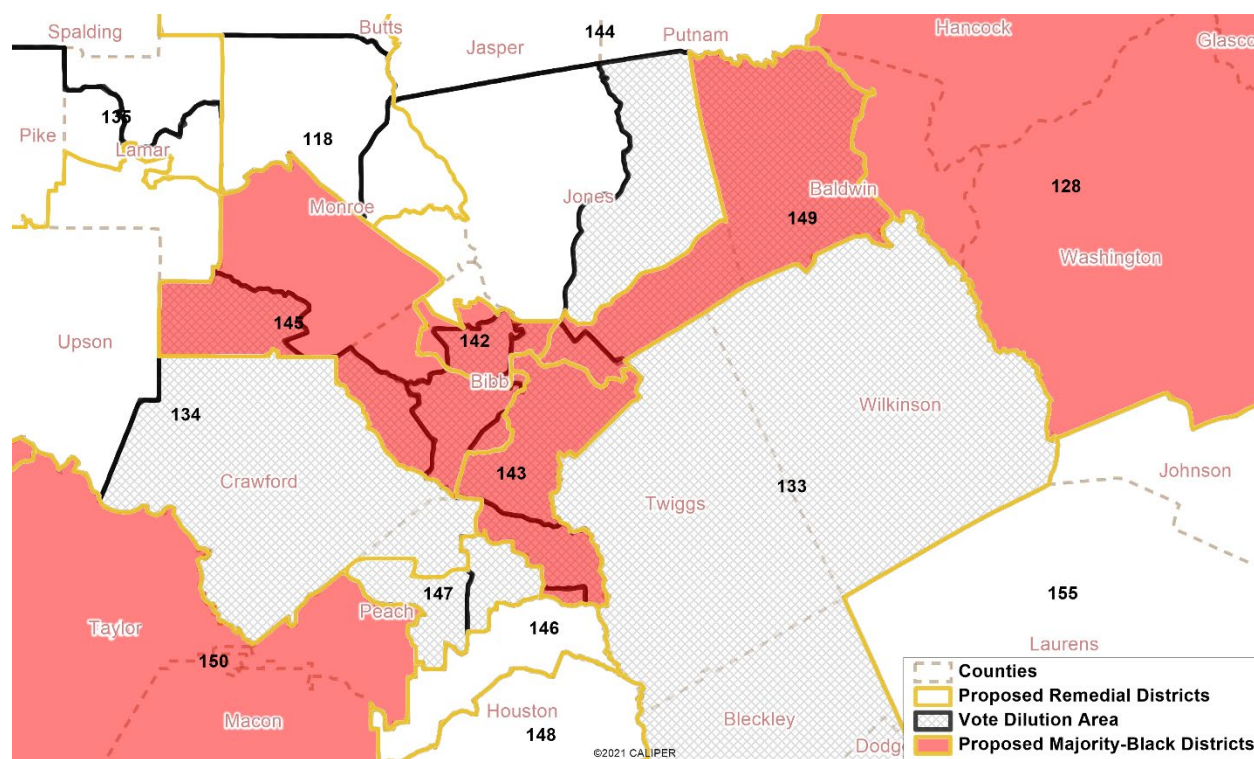 Spalding
Butts
Jasper
144
Putnam
Hancock
Glasco
135
Pike
Lamar
118
Monroe
Jones
Baldwin
149
128
Washington
Upson
145
142
Bibb
134
Wilkinson
Crawford
143
Twiggs
133
Johnson
147
Peach
146
155
Taylor
150
Laurens
Macon
Houston
148
Bleckley
Dodg
©2021 CALIPER
Counties
Proposed Remedial Districts
Vote Dilution Area
Proposed Majority-Black Districts